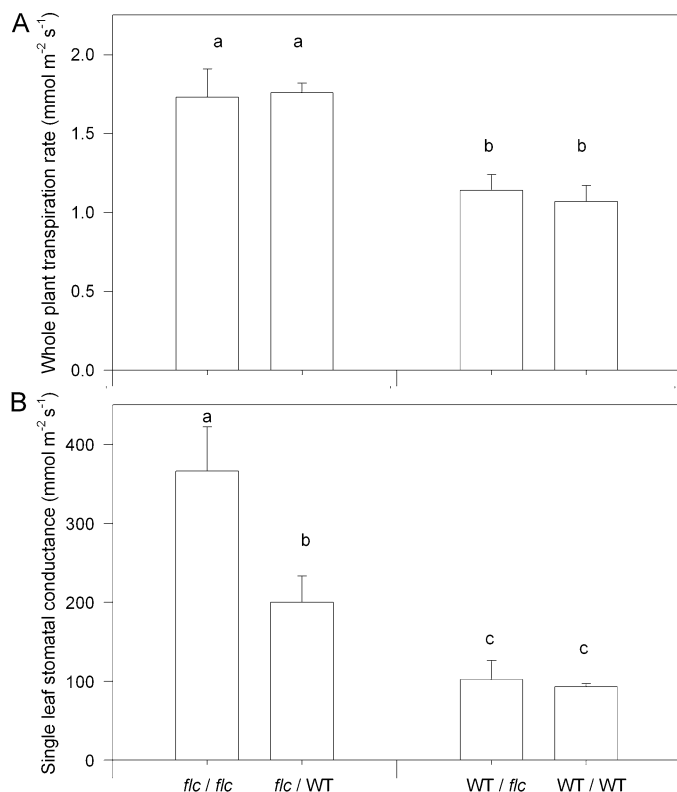 A
Whole plant transpiration rate (mmol m⁻² s⁻¹)
2.0
1.5
1.0
0.5
0.0
a
a
b
b
B
Single leaf stomatal conductance (mmol m⁻² s⁻¹)
400
300
200
100
0
a
b
c
c
flc / flc
flc / WT
WT / flc
WT / WT